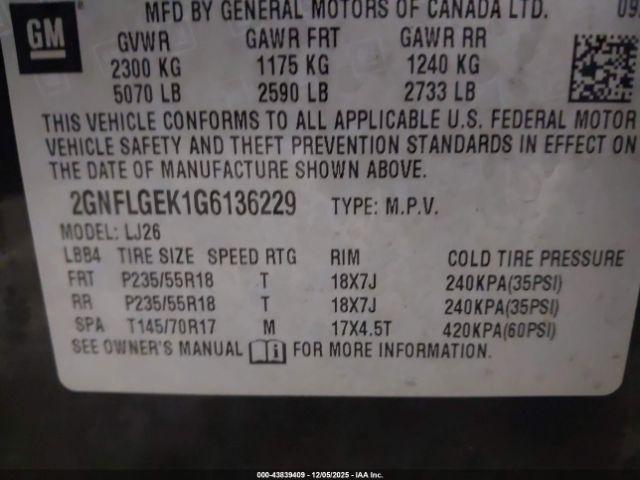 MFD BY GENERAL MOTORS OF CANADA LTD. 09
GM
GVWR GAWR FRT GAWR RR
2300 KG 1175 KG 1240 KG
5070 LB 2590 LB 2733 LB
THIS VEHICLE CONFORMS TO ALL APPLICABLE U.S. FEDERAL MOTOR
VEHICLE SAFETY AND THEFT PREVENTION STANDARDS IN EFFECT ON
THE DATE OF MANUFACTURE SHOWN ABOVE.
2GNFLGEK1G6136229 TYPE: M.P.V.
MODEL: LJ26
LBB4 TIRE SIZE SPEED RTG RIM COLD TIRE PRESSURE
FRT P235/55R18 T 18X7J 240KPA(35PSI)
RR P235/55R18 T 18X7J 240KPA(35PSI)
SPA T145/70R17 M 17X4.5T 420KPA(60PSI)
SEE OWNER'S MANUAL FOR MORE INFORMATION.
000-43839409 - 12/05/2025 - IAA Inc.